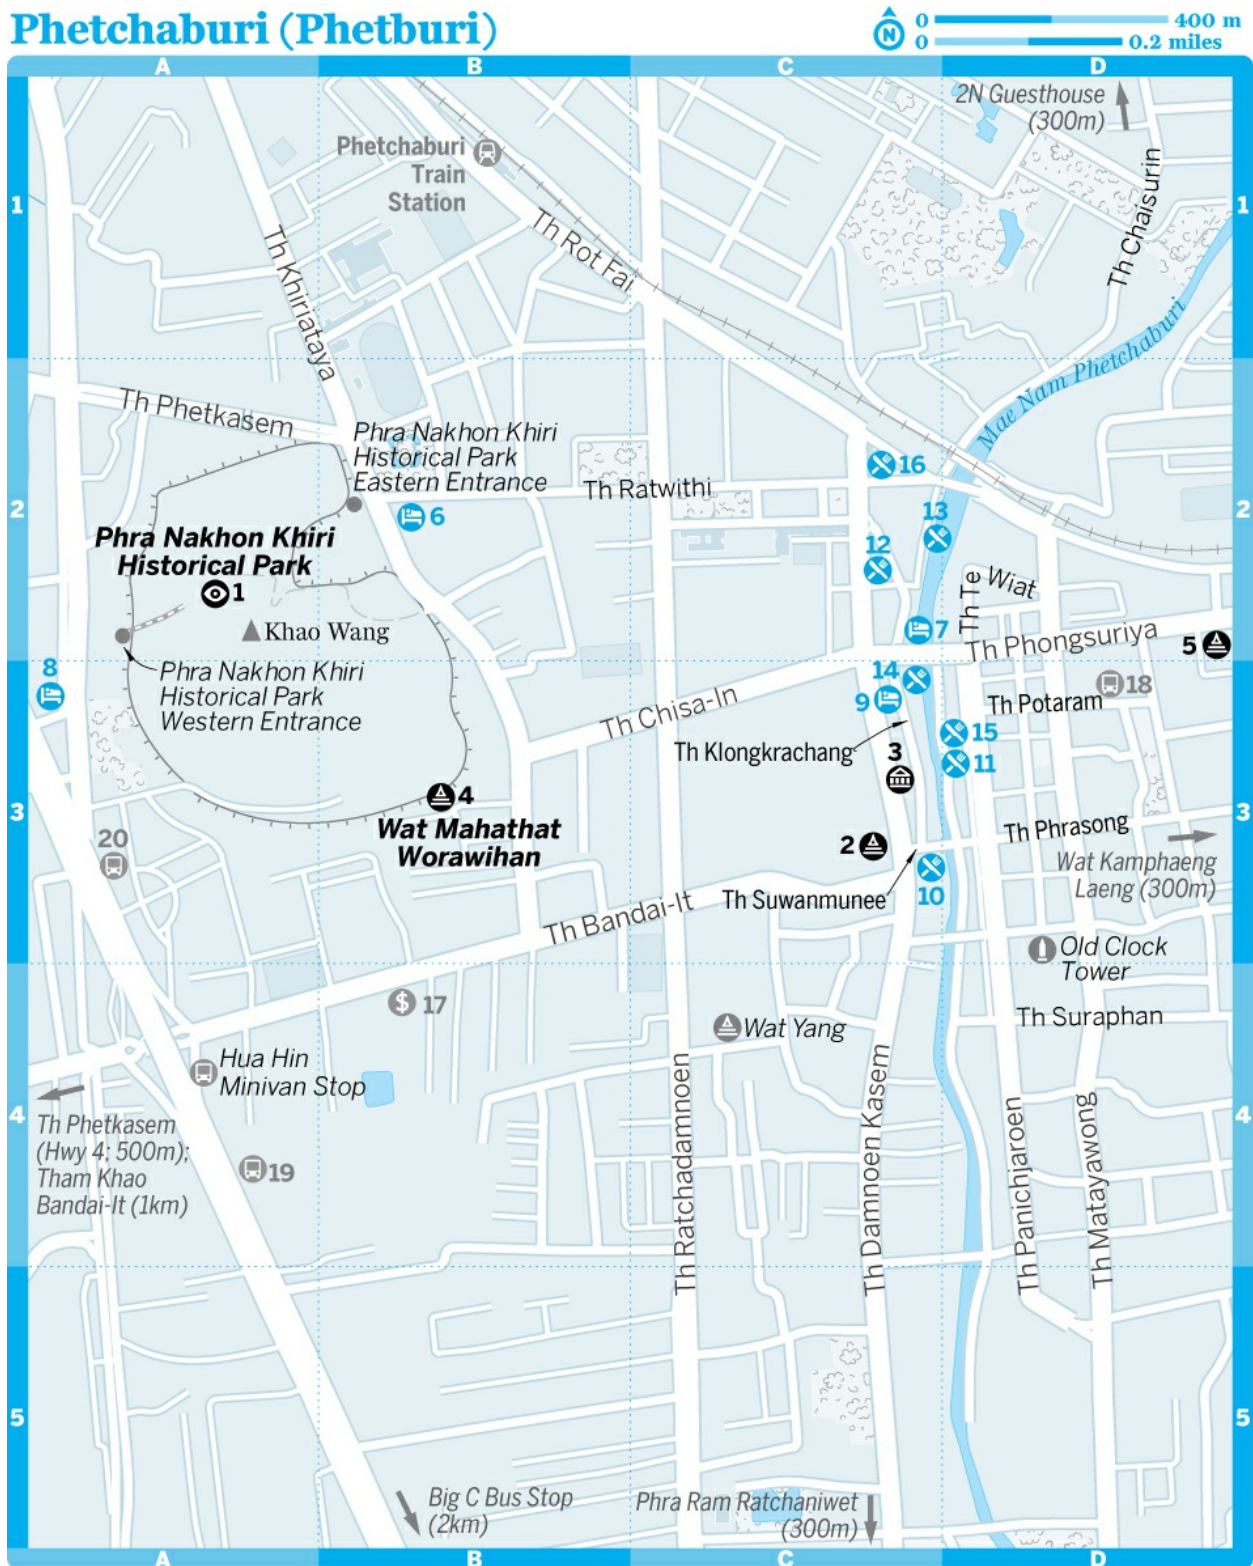 Phetchaburi (Phetburi)
N
0 400 m
0 0.2 miles
A B C D
2N Guesthouse
(300m)
Phetchaburi
Train
Station
1 1
Th Chaisurin
Th Rot Fai
Th Khiriataya
Mae Nam Phetchaburi
Th Phetkasem
Phra Nakhon Khiri
Historical Park
Eastern Entrance
16
Th Ratwithi
2 2
6
13
Phra Nakhon Khiri
Historical Park
1
12
Th Te Wiat
Khao Wang
7
Th Phongsuriya
5
8
Phra Nakhon Khiri
Historical Park
Western Entrance
14
18
9
Th Potaram
Th Chisa-In
15
Th Klongkrachang
3
11
4
3 3
Wat Mahathat
Worawihan
Th Phrasong
20
2
Wat Kamphaeng
Laeng (300m)
Th Suwanmunee
10
Th Bandai-It
Old Clock
Tower
17
$
Th Suraphan
Wat Yang
Hua Hin
Minivan Stop
4 4
Th Phetkasem
(Hwy 4; 500m);
Tham Khao
Bandai-It (1km)
19
Th Ratchadamnoen
Th Damnoen Kasem
Th Panichjaroen
Th Matayawong
5 5
Big C Bus Stop
(2km)
Phra Ram Ratchaniwet
(300m)
A B C D